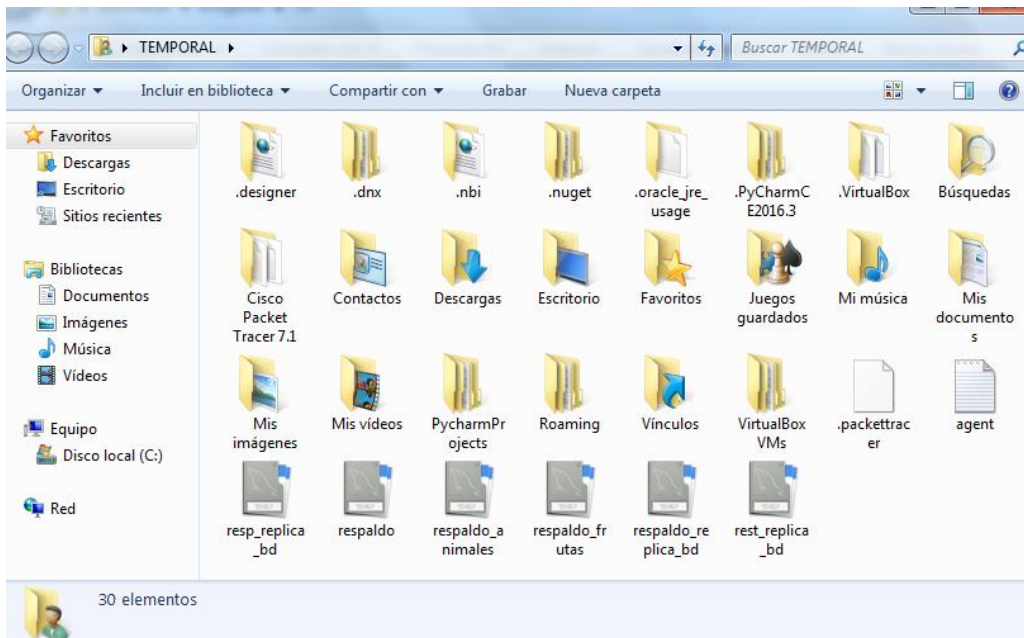 TEMPORAL
Buscar TEMPORAL
Organizar
Incluir en biblioteca
Compartir con
Grabar
Nueva carpeta
Favoritos
Descargas
Escritorio
Sitios recientes
Bibliotecas
Documentos
Imágenes
Música
Vídeos
Equipo
Disco local (C:)
Red
.designer
.dnx
.nbi
.nuget
.oracle_jre_
usage
.PyCharmC
E2016.3
.VirtualBox
Búsquedas
Cisco
Packet
Tracer 7.1
Contactos
Descargas
Escritorio
Favoritos
Juegos
guardados
Mi música
Mis
documento
s
Mis
imágenes
Mis vídeos
PycharmPr
ojects
Roaming
Vínculos
VirtualBox
VMs
.packettrac
er
agent
resp_replica
_bd
respaldo
respaldo_a
nimales
respaldo_fr
utas
respaldo_re
plica_bd
rest_replica
_bd
30 elementos